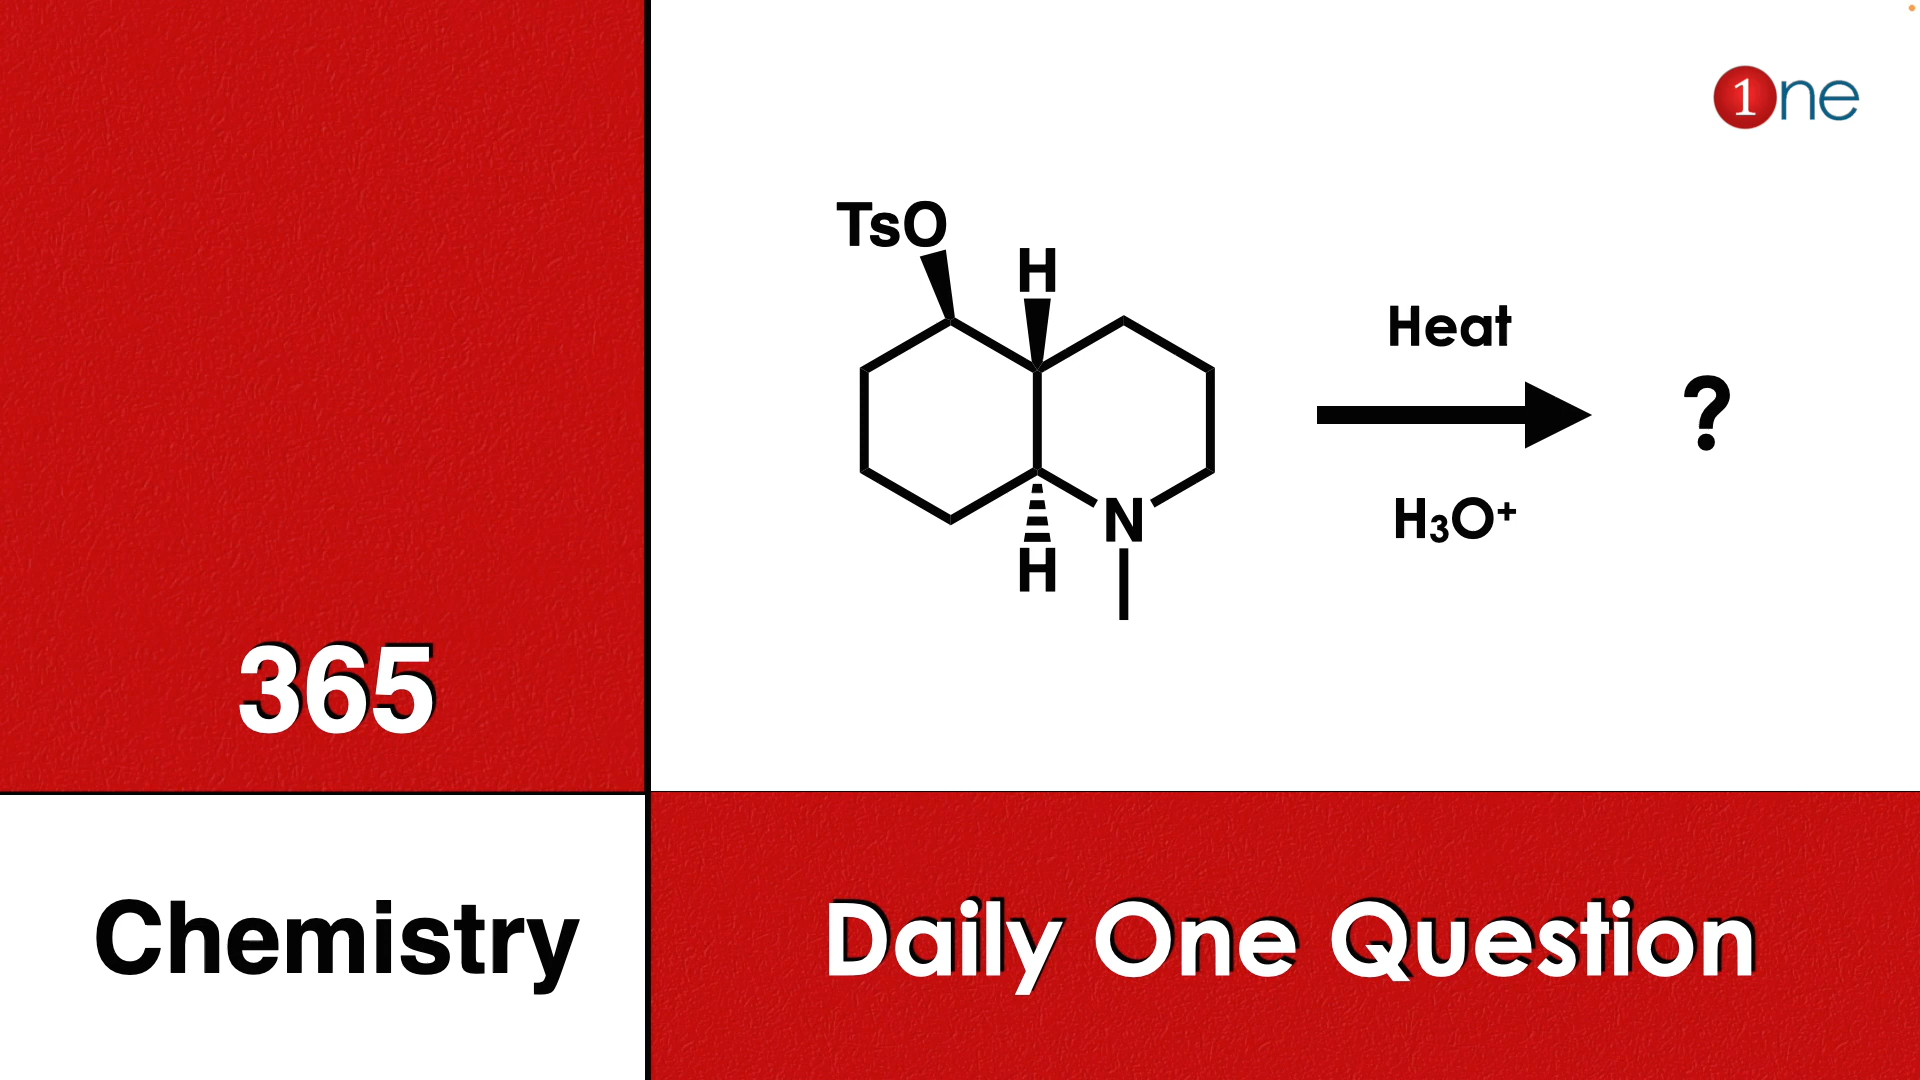 1ne
TsO
H
Heat
?
H₃O⁺
N
H
365
Chemistry
Daily One Question